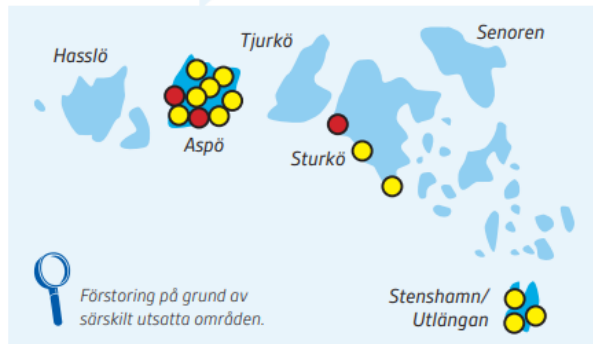 Hasslö
Tjurkö
Senoren
Aspö
Sturkö
Förstoring på grund av
särskilt utsatta områden.
Stenshamn/
Utlängan